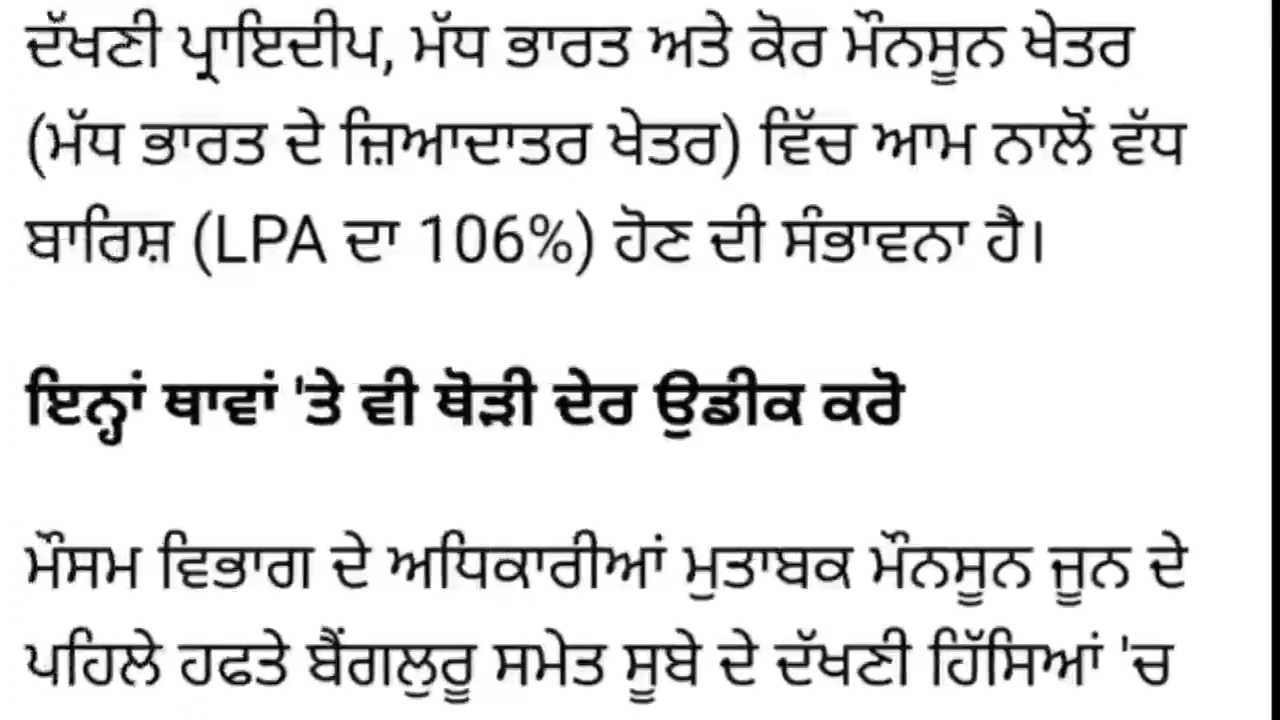 ਦੱਖਣੀ ਪ੍ਰਾਇਦੀਪ, ਮੱਧ ਭਾਰਤ ਅਤੇ ਕੋਰ ਮੌਨਸੂਨ ਖੇਤਰ
(ਮੱਧ ਭਾਰਤ ਦੇ ਜ਼ਿਆਦਾਤਰ ਖੇਤਰ) ਵਿੱਚ ਆਮ ਨਾਲੋਂ ਵੱਧ
ਬਾਰਿਸ਼ (LPA ਦਾ 106%) ਹੋਣ ਦੀ ਸੰਭਾਵਨਾ ਹੈ।
ਇਨ੍ਹਾਂ ਥਾਵਾਂ 'ਤੇ ਵੀ ਥੋੜੀ ਦੇਰ ਉਡੀਕ ਕਰੋ
ਮੌਸਮ ਵਿਭਾਗ ਦੇ ਅਧਿਕਾਰੀਆਂ ਮੁਤਾਬਕ ਮੌਨਸੂਨ ਜੂਨ ਦੇ
ਪਹਿਲੇ ਹਫਤੇ ਬੈਂਗਲੁਰੂ ਸਮੇਤ ਸੂਬੇ ਦੇ ਦੱਖਣੀ ਹਿੱਸਿਆਂ 'ਚ